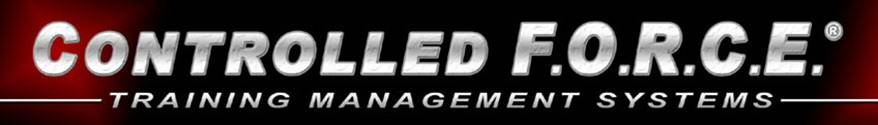 CONTROLLED F.O.R.C.E.®
TRAINING MANAGEMENT SYSTEMS